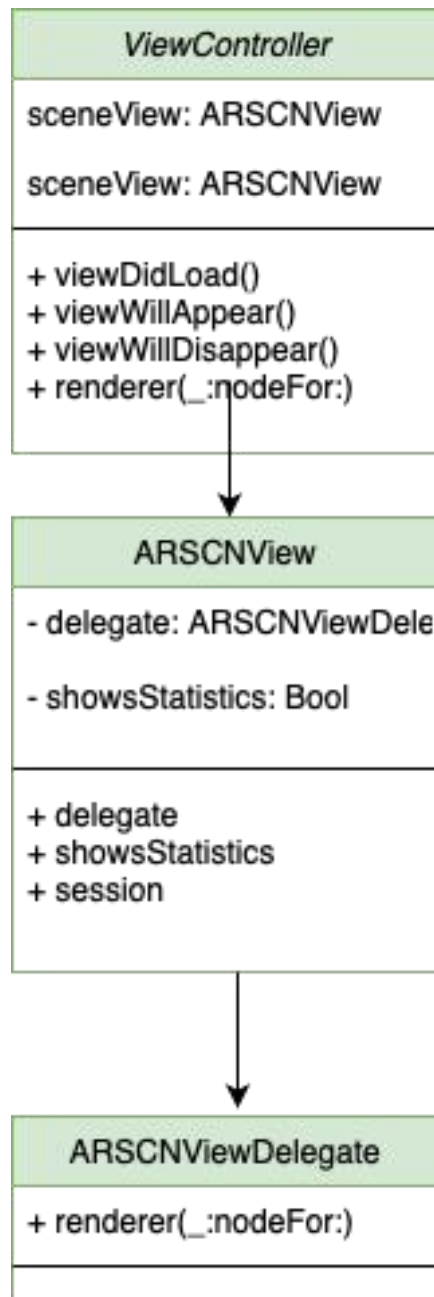 ViewController
sceneView: ARSCNView
sceneView: ARSCNView
+ viewDidLoad()
+ viewWillAppear()
+ viewWillDisappear()
+ renderer(_:nodeFor:)
ARSCNView
- delegate: ARSCNViewDele
- showsStatistics: Bool
+ delegate
+ showsStatistics
+ session
ARSCNViewDelegate
+ renderer(_:nodeFor:)